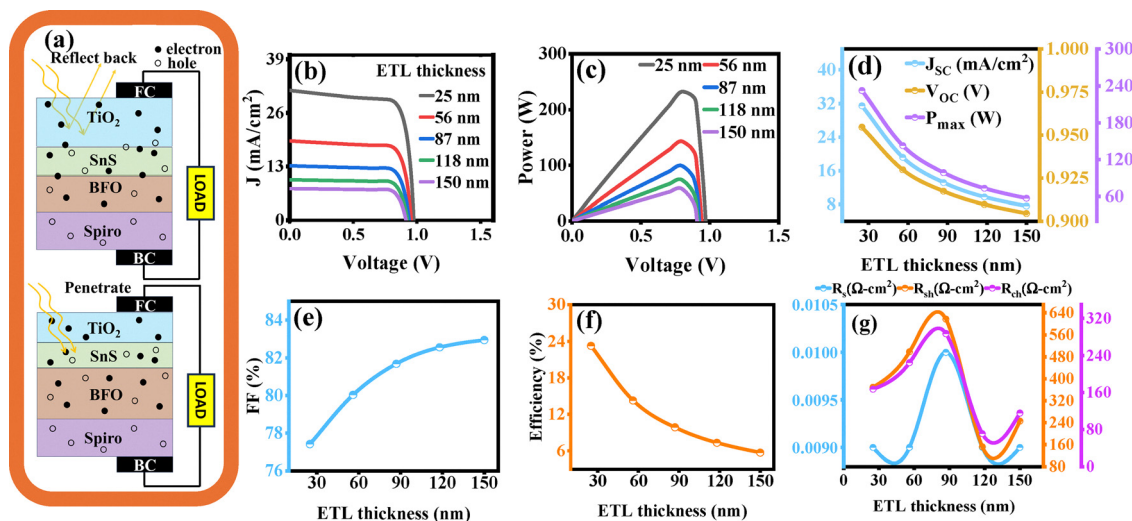 (a)
Reflect back
electron
hole
FC
TiO₂
SnS
BFO
Spiro
BC
LOAD
Penetrate
FC
TiO₂
SnS
BFO
Spiro
BC
LOAD
(b)
ETL thickness
25 nm
56 nm
87 nm
118 nm
150 nm
J (mA/cm²)
39
26
13
0
0.0 0.5 1.0 1.5
Voltage (V)
(c)
25 nm
56 nm
87 nm
118 nm
150 nm
Power (W)
300
200
100
0
0.0 0.5 1.0 1.5
Voltage (V)
(d)
J_SC (mA/cm²)
V_OC (V)
P_max (W)
40
32
24
16
8
1.000
0.975
0.950
0.925
0.900
300
240
180
120
60
30 60 90 120 150
ETL thickness (nm)
(e)
FF (%)
84
82
80
78
76
30 60 90 120 150
ETL thickness (nm)
(f)
Efficiency (%)
30
24
18
12
6
30 60 90 120 150
ETL thickness (nm)
R_s(Ω-cm²) R_sh(Ω-cm²) R_ch(Ω-cm²)
(g)
0.0105
0.0100
0.0095
0.0090
640
560
480
400
320
240
160
80
320
240
160
80
0
0 30 60 90 120 150
ETL thickness (nm)